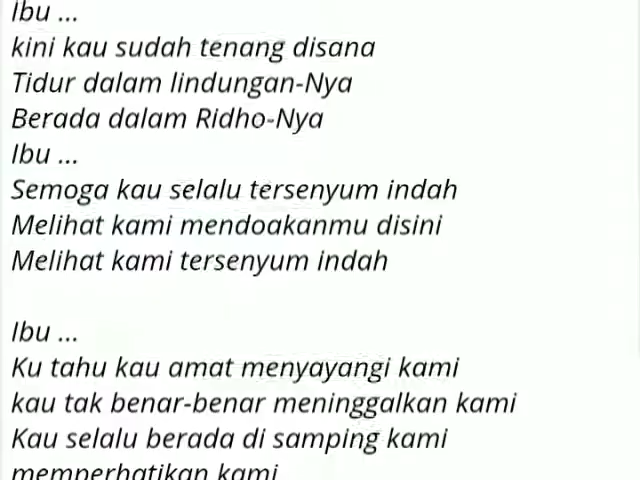 Ibu ...
kini kau sudah tenang disana
Tidur dalam lindungan-Nya
Berada dalam Ridho-Nya
Ibu ...
Semoga kau selalu tersenyum indah
Melihat kami mendoakanmu disini
Melihat kami tersenyum indah
Ibu ...
Ku tahu kau amat menyayangi kami
kau tak benar-benar meninggalkan kami
Kau selalu berada di samping kami
memperhatikan kami